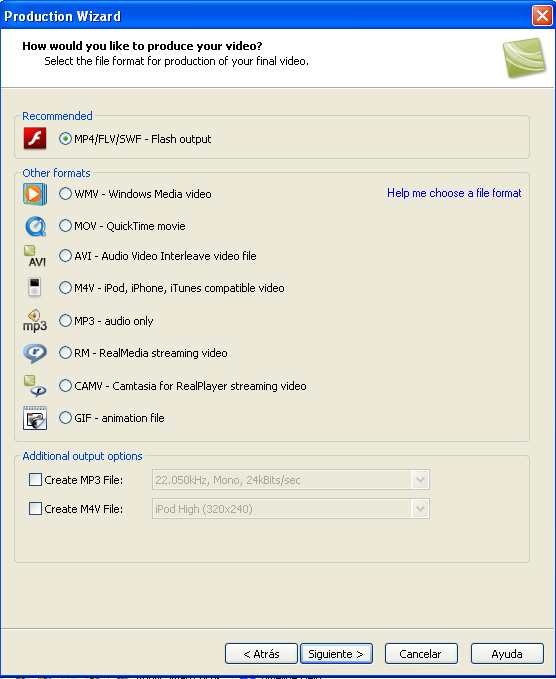 Production Wizard
How would you like to produce your video?
Select the file format for production of your final video.
Recommended
MP4/FLV/SWF - Flash output
Other formats
WMV - Windows Media video
Help me choose a file format
MOV - QuickTime movie
AVI
AVI - Audio Video Interleave video file
M4V - iPod, iPhone, iTunes compatible video
mp3
MP3 - audio only
RM - RealMedia streaming video
CAMV - Camtasia for RealPlayer streaming video
GIF - animation file
Additional output options
Create MP3 File: 22.050kHz, Mono, 24kBits/sec
Create M4V File: iPod High (320x240)
< Atrás Siguiente > Cancelar Ayuda